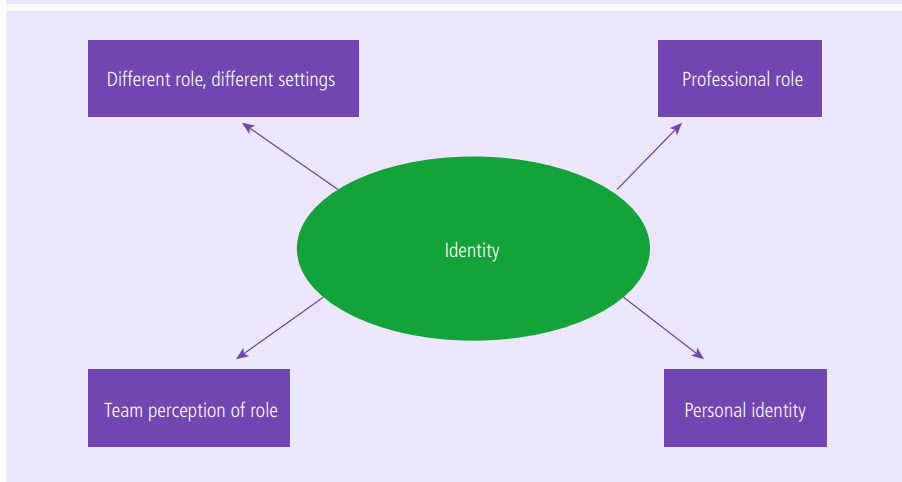 Different role, different settings
Professional role
Identity
Team perception of role
Personal identity